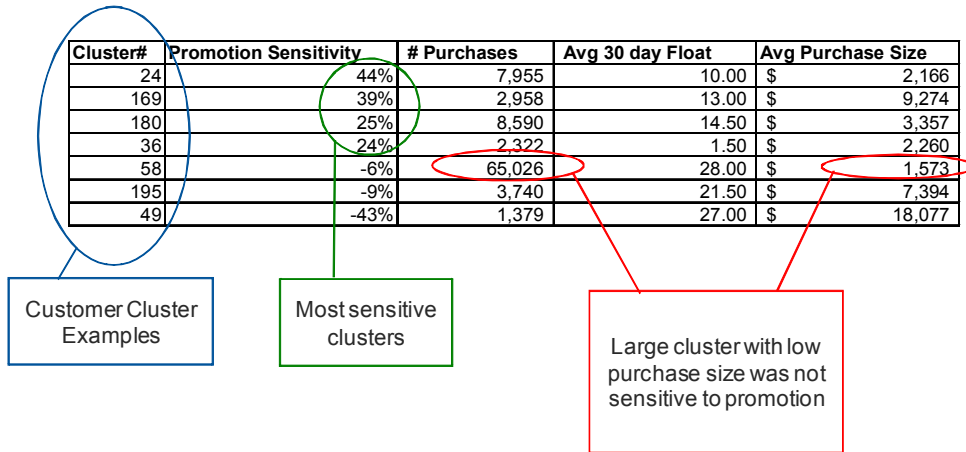 Cluster# Promotion Sensitivity # Purchases Avg 30 day Float Avg Purchase Size
24 44% 7,955 10.00 $ 2,166
169 39% 2,958 13.00 $ 9,274
180 25% 8,590 14.50 $ 3,357
36 24% 2,322 1.50 $ 2,260
58 -6% 65,026 28.00 $ 1,573
195 -9% 3,740 21.50 $ 7,394
49 -43% 1,379 27.00 $ 18,077
Customer Cluster
Examples
Most sensitive
clusters
Large cluster with low
purchase size was not
sensitive to promotion